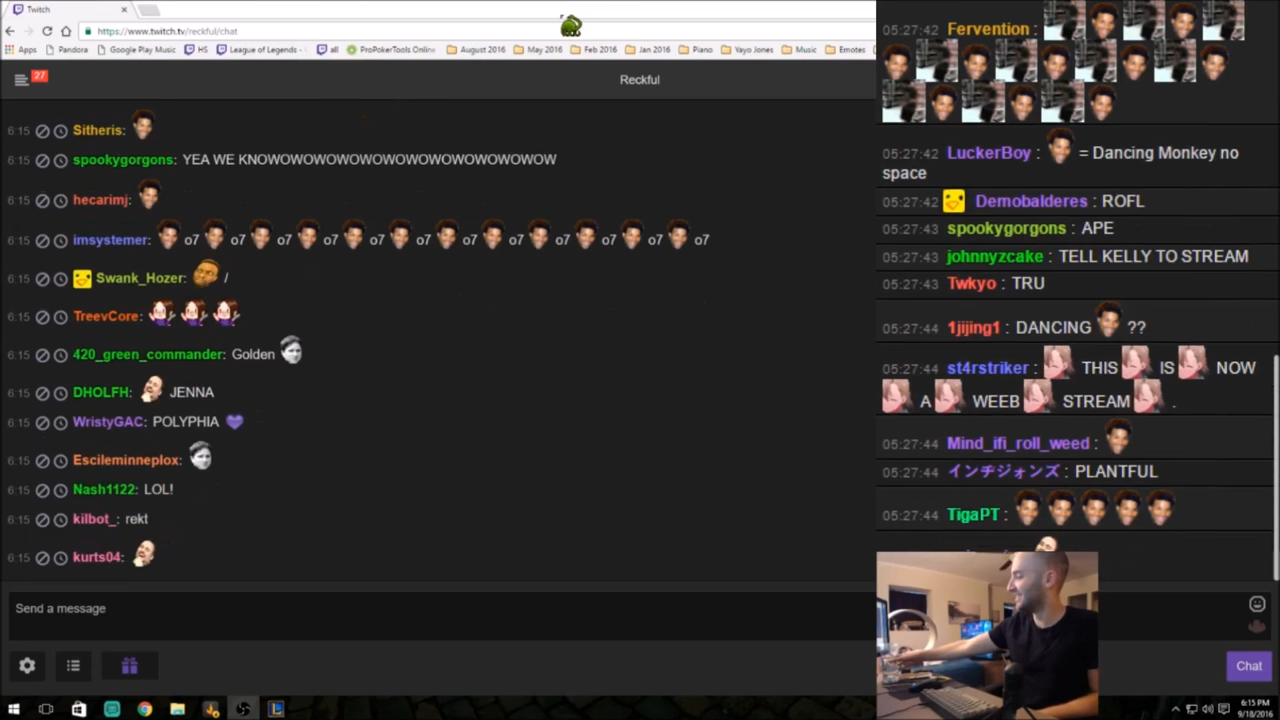 Twitch
https://www.twitch.tv/reckful/chat
Apps Pandora Google Play Music HS League of Legends - all ProPokerTools Online August 2016 May 2016 Feb 2016 Jan 2016 Piano Yayo Jones Music Emotes
27
Reckful
6:15 Sitheris:
6:15 spookygorgons: YEA WE KNOWOWOWOWOWOWOWOWOWOWOWOWOW
6:15 hecarimj:
6:15 imsystemer: o7 o7 o7 o7 o7 o7 o7 o7 o7 o7 o7 o7
6:15 Swank_Hozer: /
6:15 TreevCore:
6:15 420_green_commander: Golden
6:15 DHOLFH: JENNA
6:15 WristyGAC: POLYPHIA
6:15 Escileminneplox:
6:15 Nash1122: LOL!
6:15 kilbot_: rekt
6:15 kurts04:
Send a message
Chat
05:27:42 Fervention :
05:27:42 LuckerBoy : = Dancing Monkey no
space
05:27:42 Demobalderes : ROFL
05:27:43 spookygorgons : APE
05:27:43 johnnyzcake : TELL KELLY TO STREAM
05:27:43 Twkyo : TRU
05:27:44 1jijing1 : DANCING ??
05:27:44 st4rstriker : THIS IS NOW
A WEEB STREAM .
05:27:44 Mind_ifi_roll_weed :
05:27:44 インチジョンズ : PLANTFUL
05:27:44 TigaPT :
6:15 PM
9/18/2016